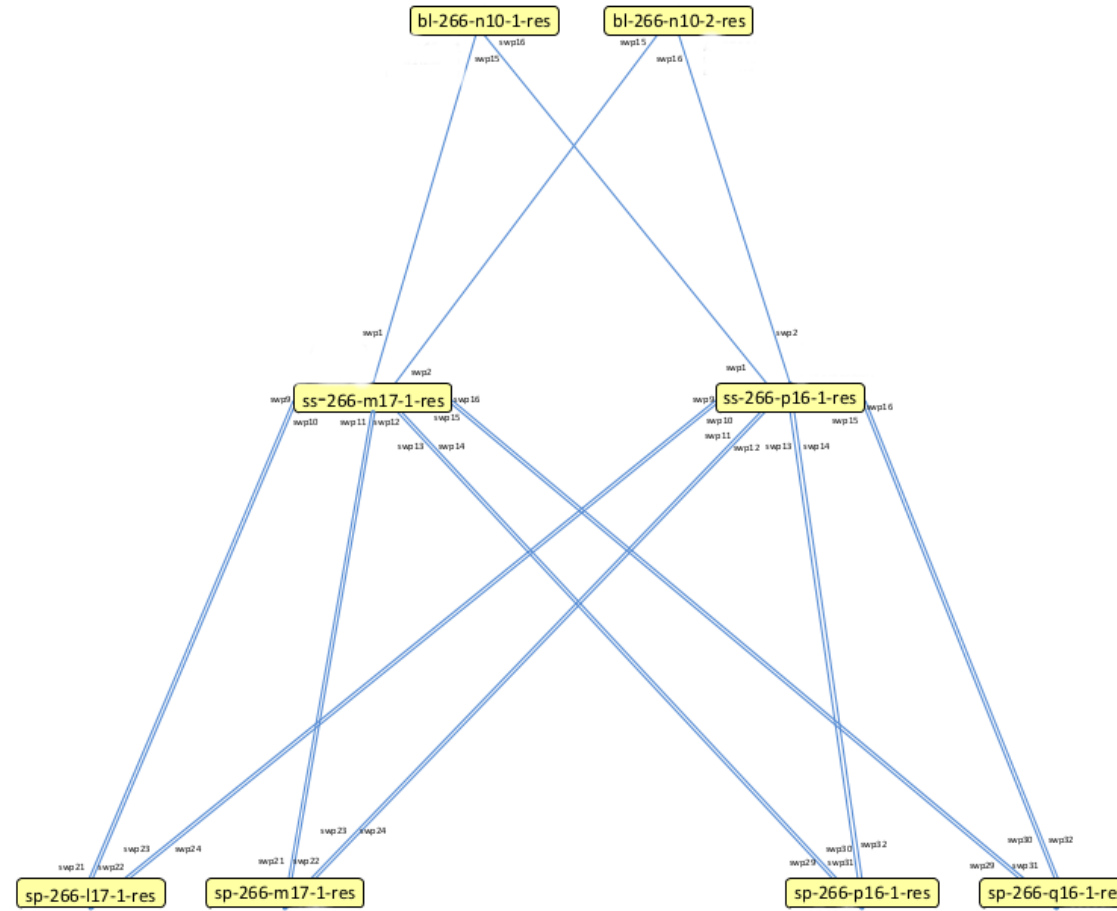 bl-266-n10-1-res bl-266-n10-2-res
swp16 swp15
swp15 swp16
swp1 swp2
swp2 swp1
ss-266-m17-1-res ss-266-p16-1-res
swp9 swp16 swp9 swp16
swp10 swp11 swp12 swp15 swp10 swp15
swp11
swp13 swp14 swp12 swp13 swp14
swp23 swp24
swp23 swp24 swp30 swp32 swp30 swp32
swp21 swp22 swp21 swp22 swp29 swp31 swp29 swp31
sp-266-l17-1-res sp-266-m17-1-res sp-266-p16-1-res sp-266-q16-1-re